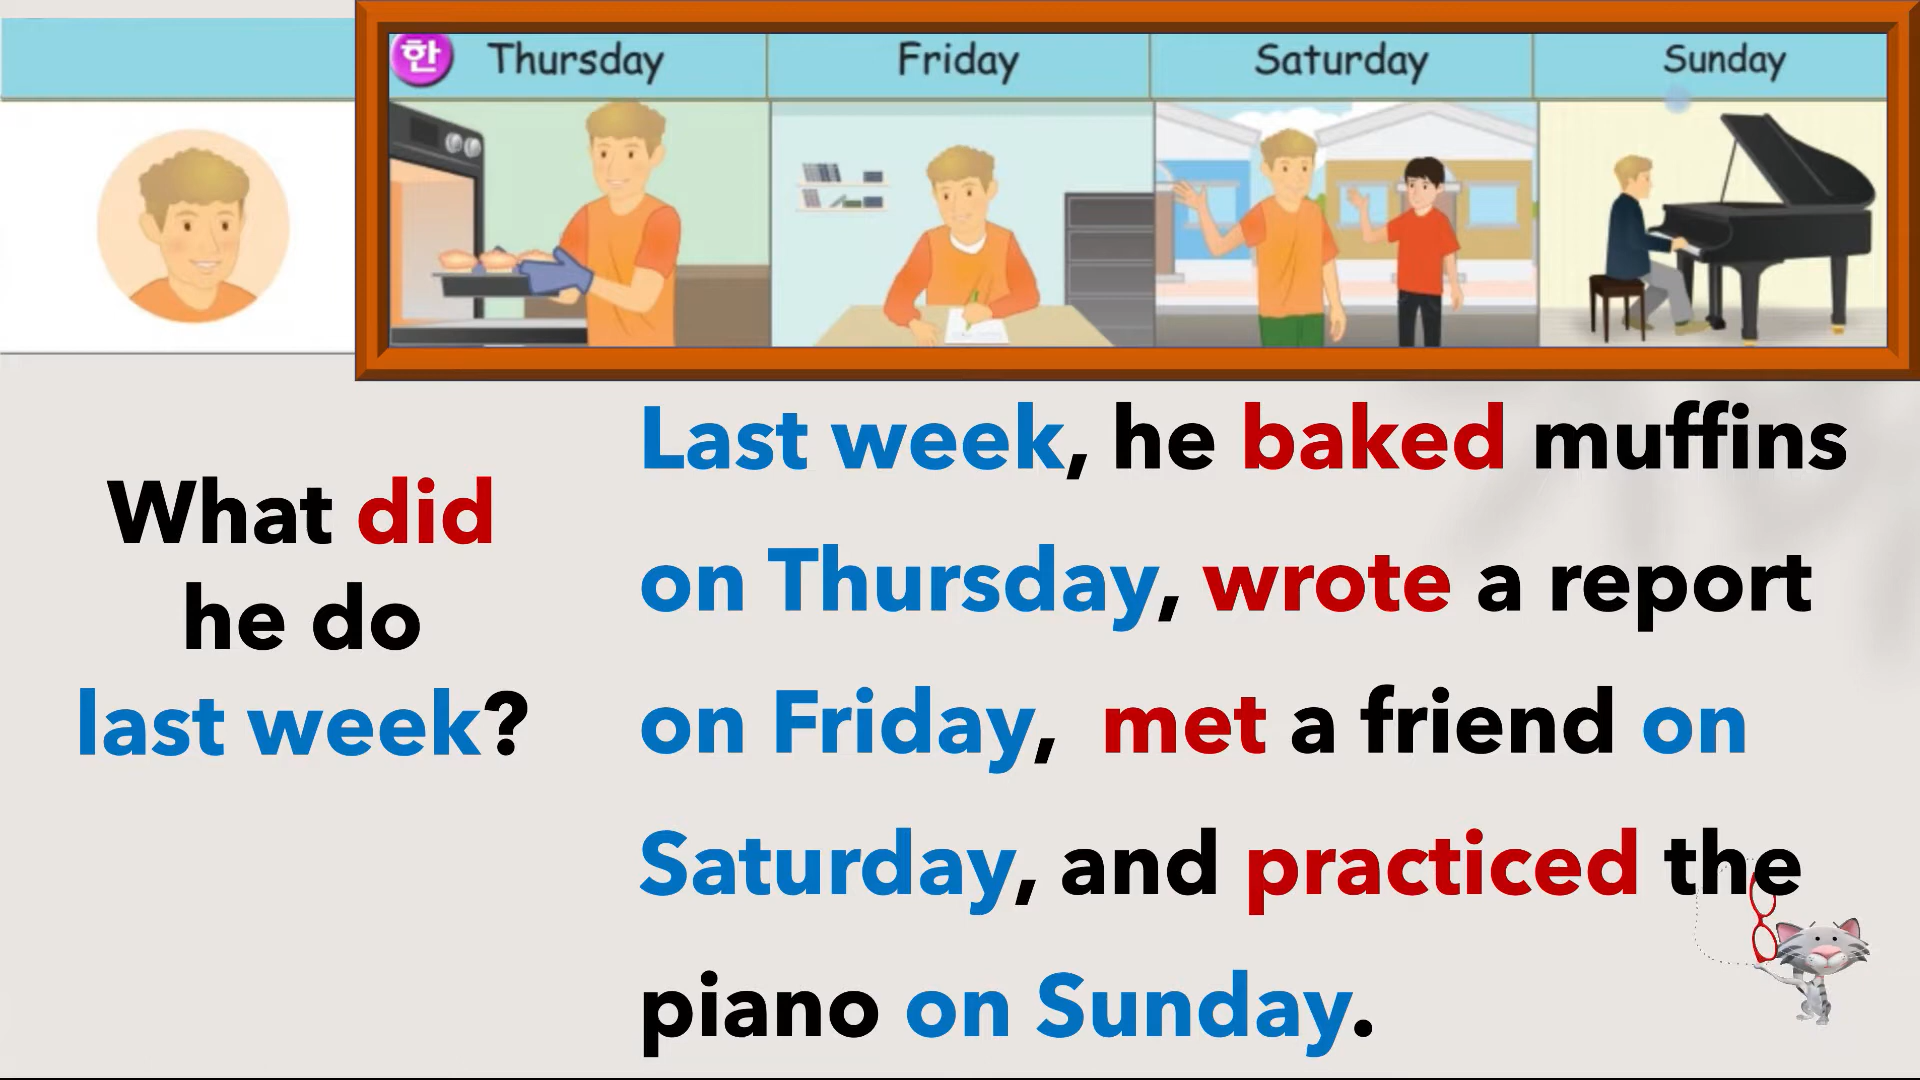 한 Thursday Friday Saturday Sunday
What did
he do
last week?
Last week, he baked muffins
on Thursday, wrote a report
on Friday, met a friend on
Saturday, and practiced the
piano on Sunday.